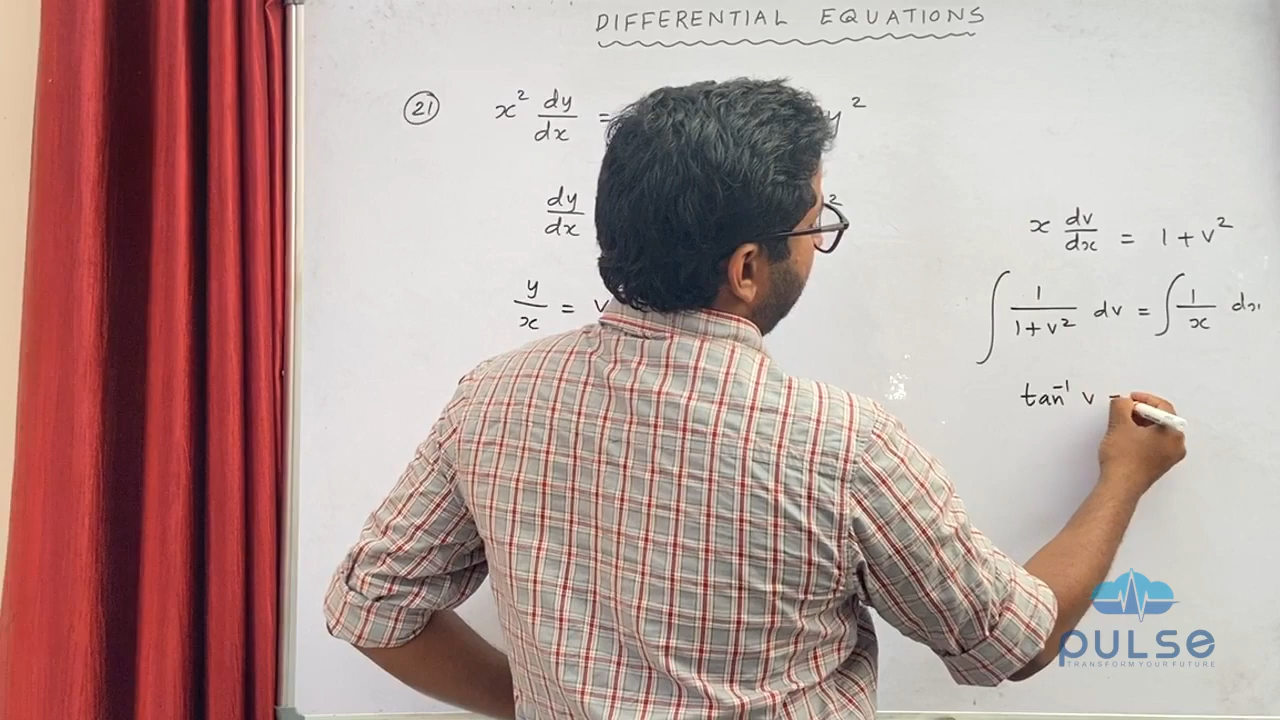 DIFFERENTIAL EQUATIONS
(21) x² dy/dx = y²
dy/dx ²
y/x = v
x dv/dx = 1 + v²
∫ 1/(1+v²) dv = ∫ 1/x dx
tan⁻¹ v =
pulse
TRANSFORM YOUR FUTURE